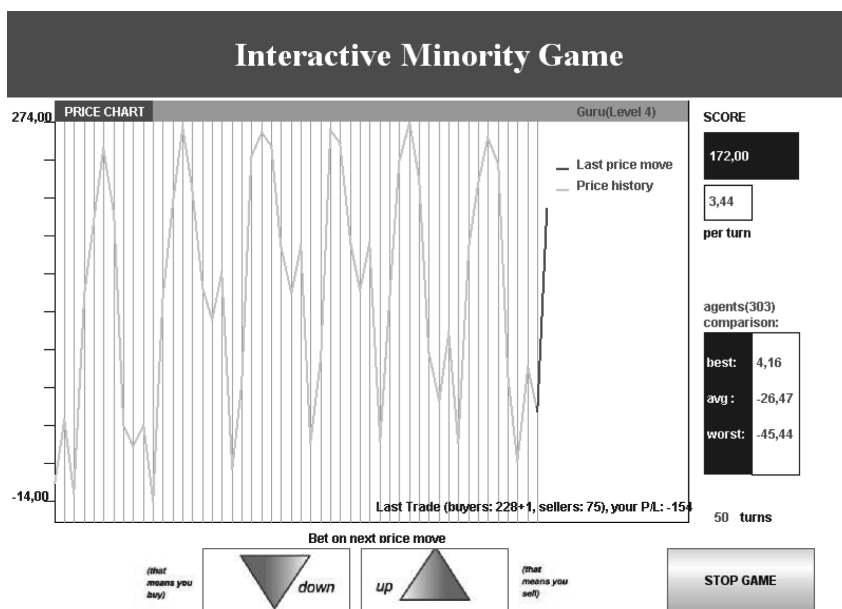 Interactive Minority Game
274,00
PRICE CHART
Guru(Level 4)
Last price move
Price history
-14,00
Last Trade (buyers: 228+1, sellers: 75), your P/L: -154
SCORE
172,00
3,44
per turn
agents(303)
comparison:
best: 4,16
avg : -26,47
worst: -45,44
50 turns
Bet on next price move
(that
means you
buy)
down
up
(that
means you
sell)
STOP GAME